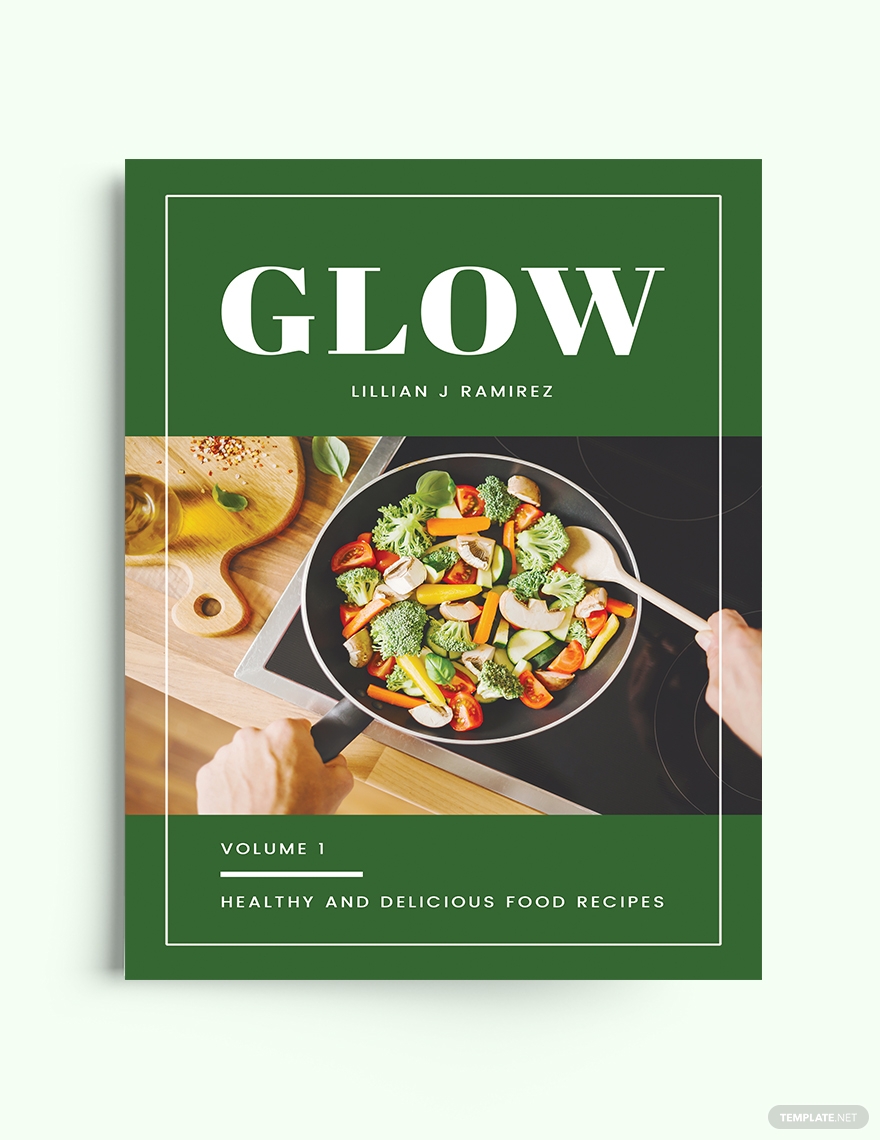 GLOW
LILLIAN J RAMIREZ
VOLUME 1
HEALTHY AND DELICIOUS FOOD RECIPES
TEMPLATE.NET